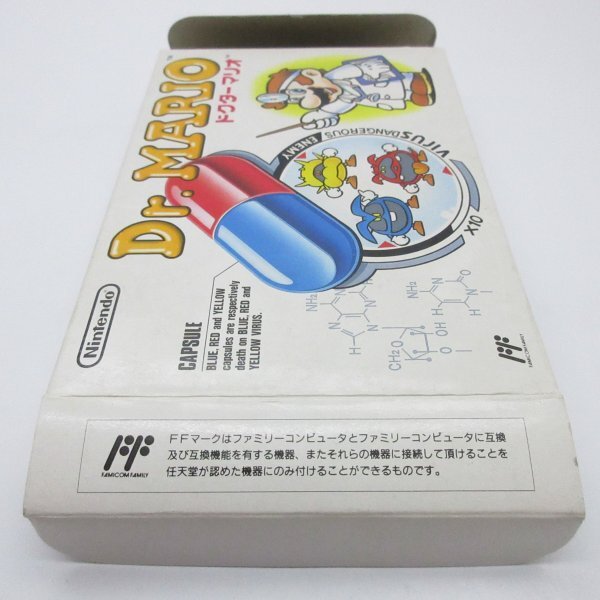 Dr. MARIO™
ドクターマリオ
VIRUS DANGEROUS ENEMY
X10
Nintendo
CAPSULE
BLUE, RED and YELLOW
capsules are respectively
death on BLUE, RED and
YELLOW VIRUS.
NH₂
N
N
N
N
H
C
H
CH₂O
O
NH₂
H
H
N
N
O
O OH
O
FF
FAMICOM FAMILY
FF
FAMICOM FAMILY
FFマークはファミリーコンピュータとファミリーコンピュータに互換
及び互換機能を有する機器、またそれらの機器に接続して頂けることを
任天堂が認めた機器にのみ付けることができるものです。